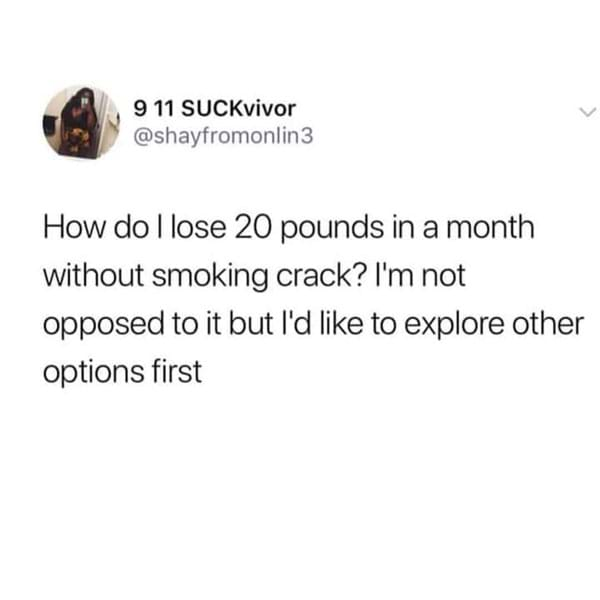 9 11 SUCKvivor
@shayfromonlin3
How do I lose 20 pounds in a month
without smoking crack? I'm not
opposed to it but I'd like to explore other
options first